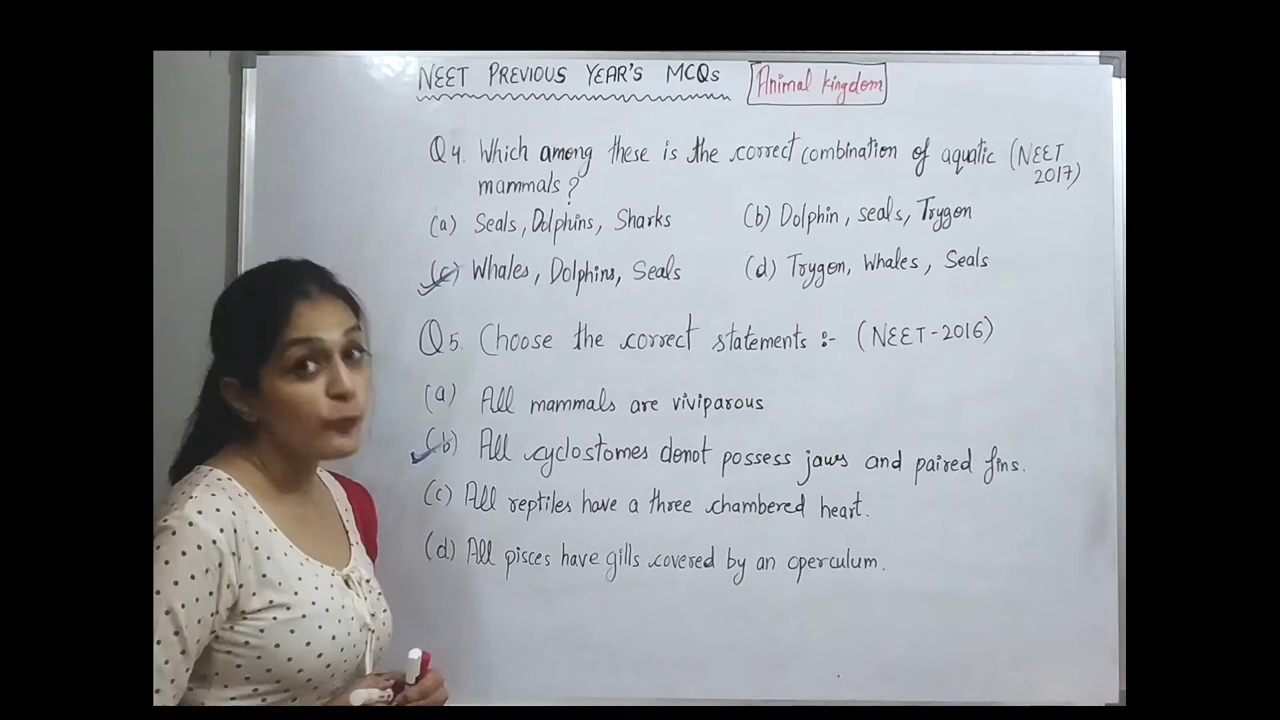 NEET PREVIOUS YEAR'S MCQs Animal kingdom
Q4. Which among these is the correct combination of aquatic (NEET
mammals? 2017)
(a) Seals, Dolphins, Sharks (b) Dolphin, seals, Trygon
(c) Whales, Dolphins, Seals (d) Trygon, Whales, Seals
Q5. Choose the correct statements :- (NEET-2016)
(a) All mammals are viviparous
(b) All cyclostomes donot possess jaws and paired fins.
(c) All reptiles have a three chambered heart.
(d) All pisces have gills covered by an operculum.